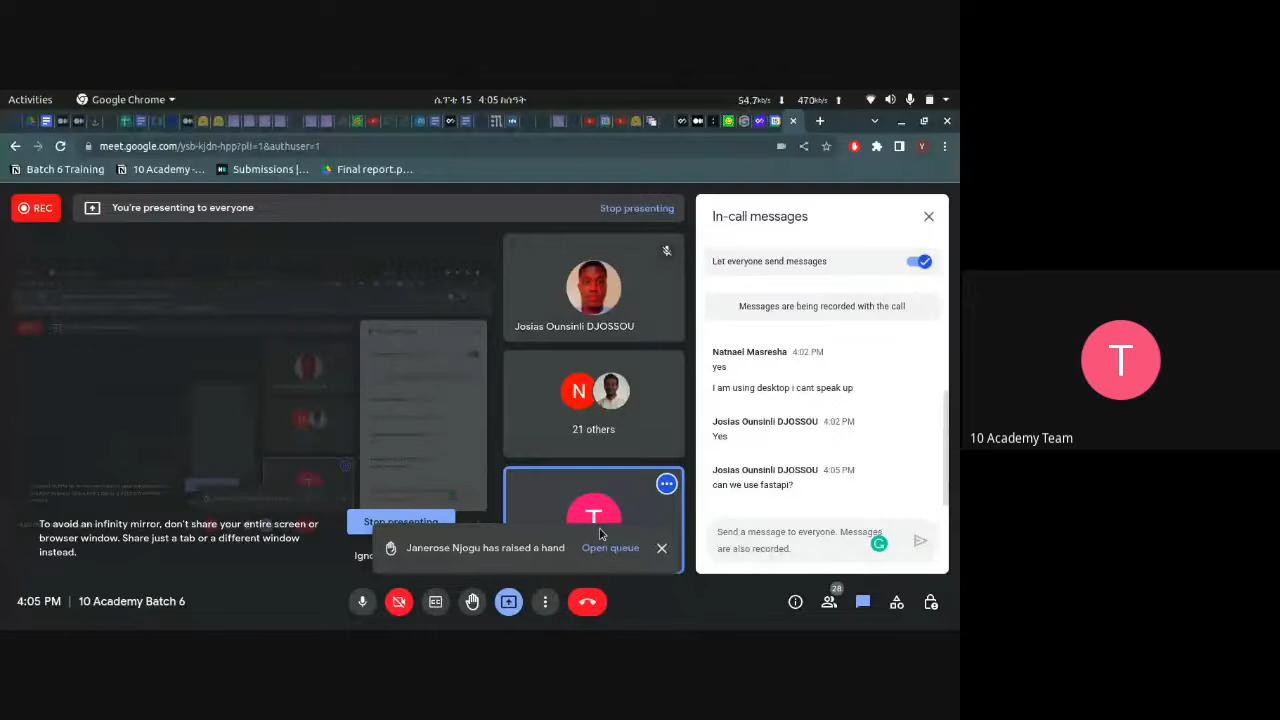 Activities
Google Chrome
ሴፕቴ 15 4:05 ከሰዓት
54.7kb/s
470kb/s
meet.google.com/ysb-kjdn-hpp?pli=1&authuser=1
Y
Batch 6 Training
10 Academy -...
Submissions |...
Final report.p...
REC
You're presenting to everyone
Stop presenting
In-call messages
Let everyone send messages
Messages are being recorded with the call
Josias Ounsinli DJOSSOU
Natnael Masresha 4:02 PM
yes
I am using desktop i cant speak up
N
21 others
Josias Ounsinli DJOSSOU 4:02 PM
Yes
T
10 Academy Team
Josias Ounsinli DJOSSOU 4:05 PM
can we use fastapi?
To avoid an infinity mirror, don't share your entire screen or
browser window. Share just a tab or a different window
instead.
Stop presenting
T
Janerose Njogu has raised a hand
Open queue
Send a message to everyone. Messages
are also recorded.
4:05 PM | 10 Academy Batch 6
28